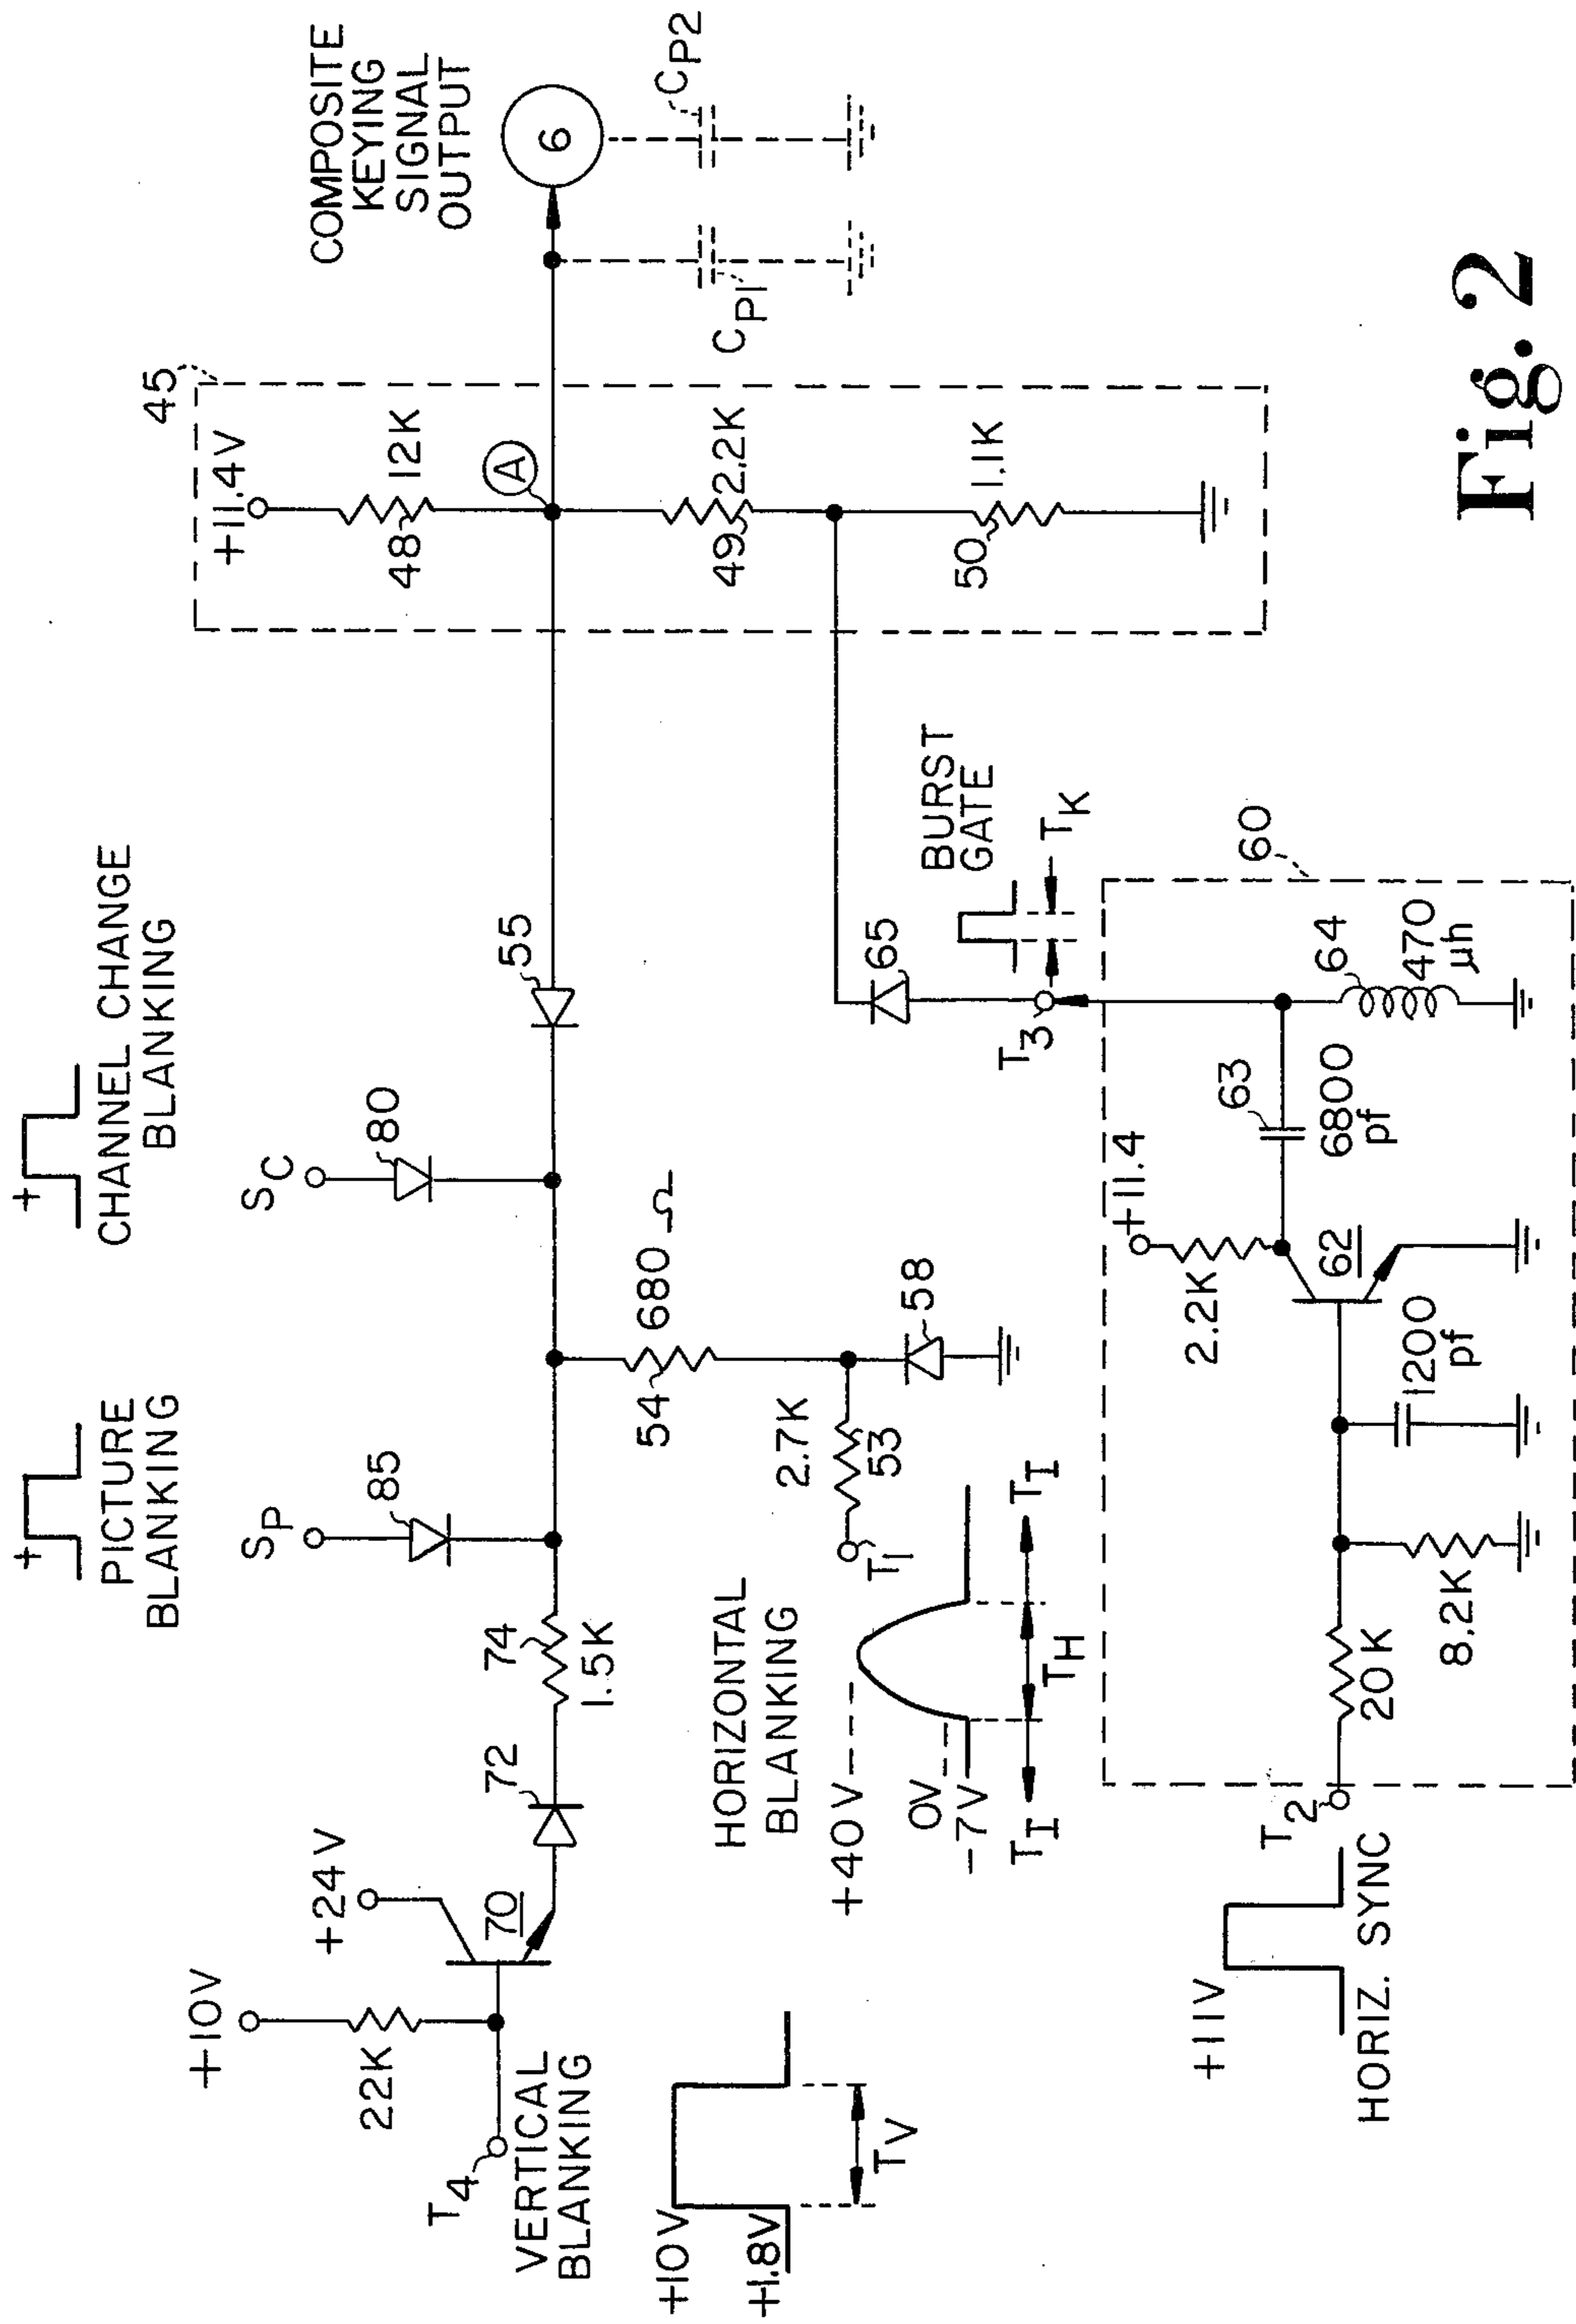 +
PICTURE
BLANKING
+
CHANNEL CHANGE
BLANKING
COMPOSITE
KEYING
SIGNAL
OUTPUT
+10V
22K
T4
VERTICAL
BLANKING
+24V
70
72
74
1.5K
SP
85
SC
80
55
45
+11.4V
48
12K
A
6
CP1
CP2
49
2.2K
50
1.1K
54
680 Ω
2.7K
53
T1
58
HORIZONTAL
BLANKING
+40V
0V
-7V
TI
TH
TI
+10V
+1.8V
TV
BURST
GATE
TK
65
T3
60
+11.4
2.2K
62
63
6800
pf
64
470
μh
1200
pf
8.2K
20K
T2
+11V
HORIZ. SYNC
Fig. 2